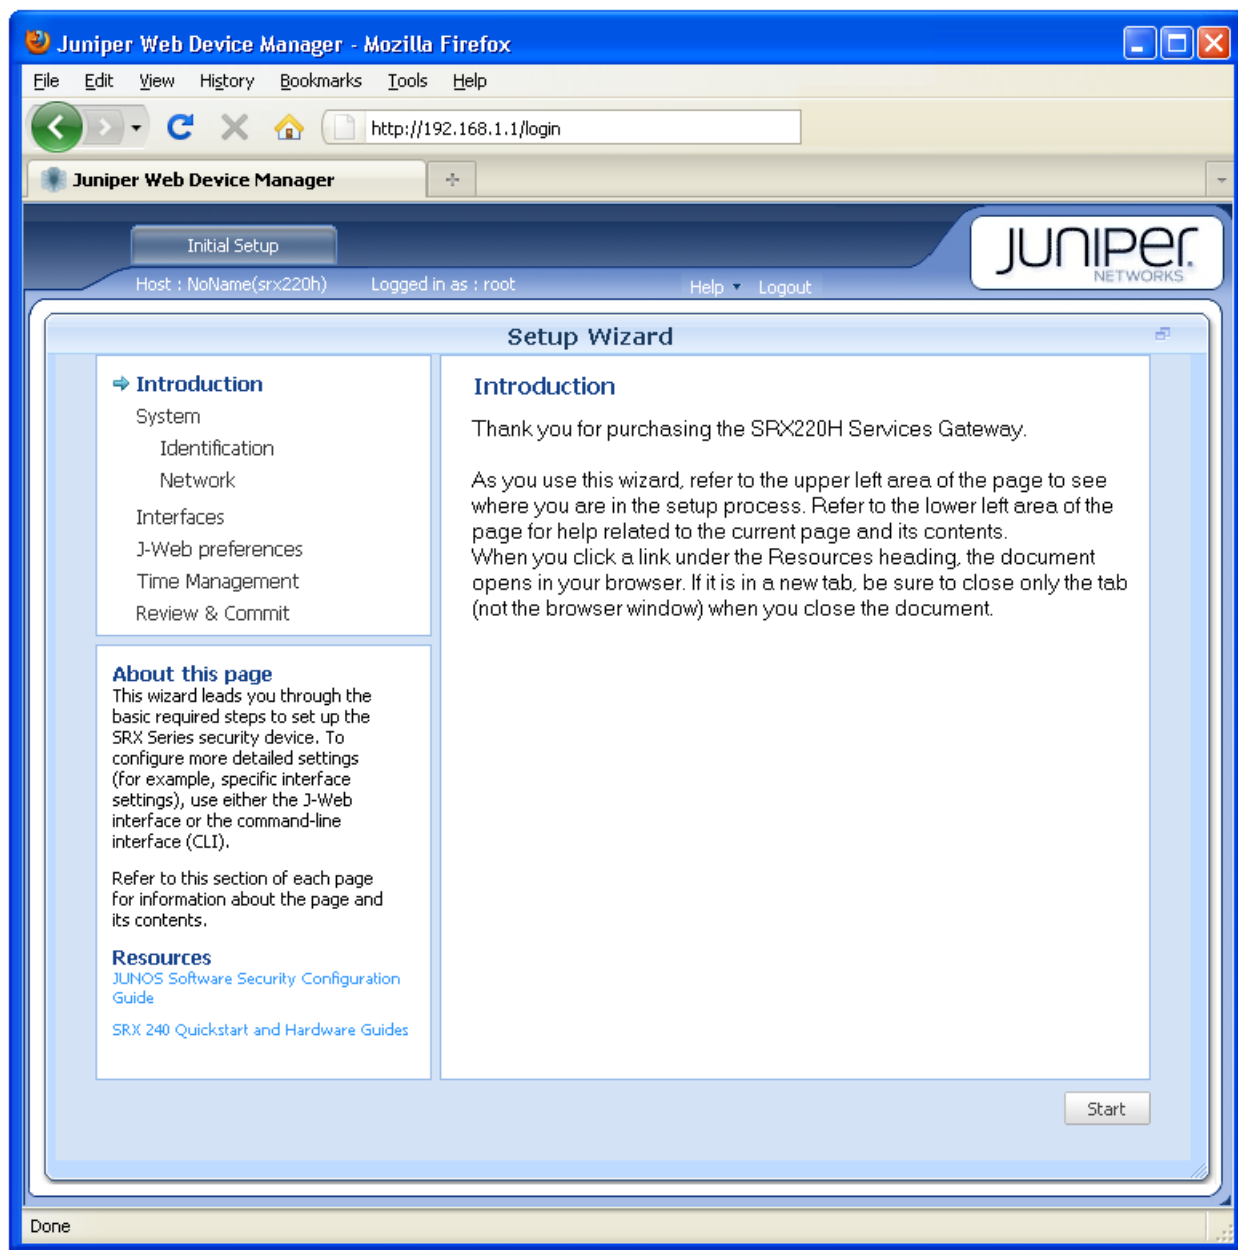 Juniper Web Device Manager - Mozilla Firefox
File Edit View History Bookmarks Tools Help
http://192.168.1.1/login
Juniper Web Device Manager
Initial Setup
JUNIPER
NETWORKS
Host : NoName(srx220h) Logged in as : root Help Logout
Setup Wizard
Introduction
System
Identification
Network
Interfaces
J-Web preferences
Time Management
Review & Commit
About this page
This wizard leads you through the
basic required steps to set up the
SRX Series security device. To
configure more detailed settings
(for example, specific interface
settings), use either the J-Web
interface or the command-line
interface (CLI).
Refer to this section of each page
for information about the page and
its contents.
Resources
JUNOS Software Security Configuration
Guide
SRX 240 Quickstart and Hardware Guides
Introduction
Thank you for purchasing the SRX220H Services Gateway.
As you use this wizard, refer to the upper left area of the page to see
where you are in the setup process. Refer to the lower left area of the
page for help related to the current page and its contents.
When you click a link under the Resources heading, the document
opens in your browser. If it is in a new tab, be sure to close only the tab
(not the browser window) when you close the document.
Start
Done